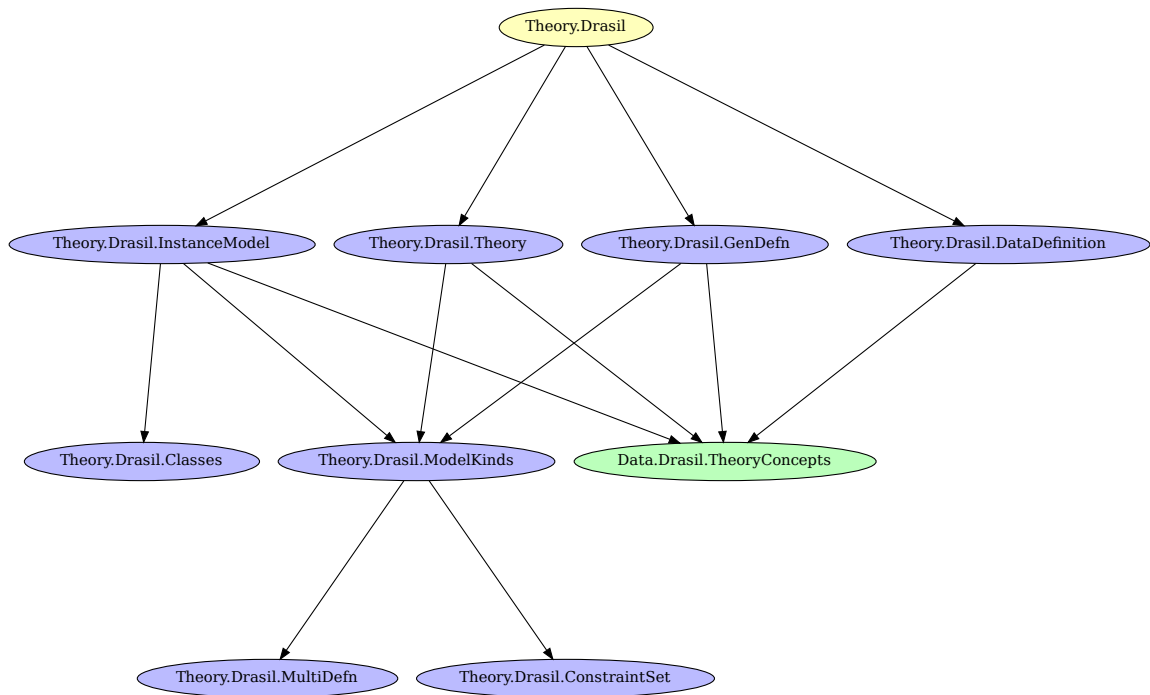 Theory.Drasil
Theory.Drasil.InstanceModel
Theory.Drasil.Theory
Theory.Drasil.GenDefn
Theory.Drasil.DataDefinition
Theory.Drasil.Classes
Theory.Drasil.ModelKinds
Data.Drasil.TheoryConcepts
Theory.Drasil.MultiDefn
Theory.Drasil.ConstraintSet